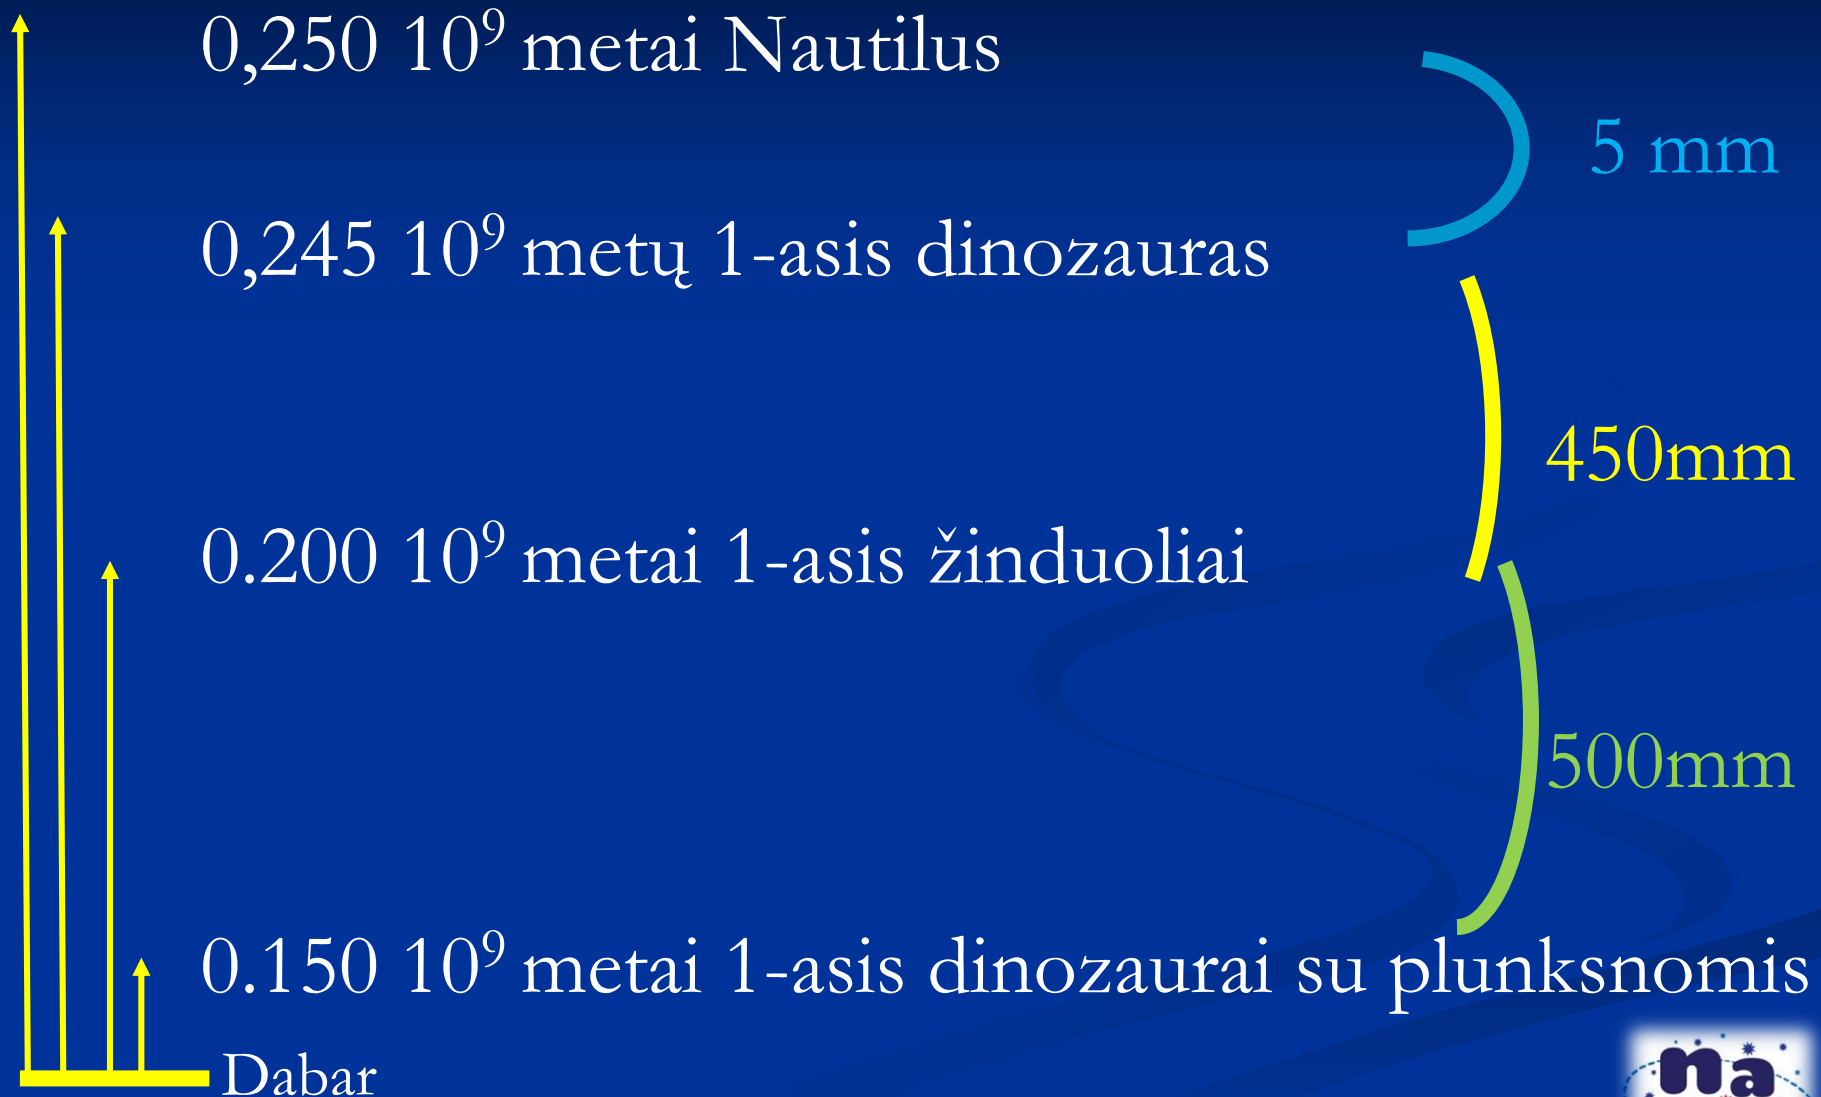 0,250 10⁹ metai Nautilus
5 mm
0,245 10⁹ metų 1-asis dinozauras
450mm
0.200 10⁹ metai 1-asis žinduoliai
500mm
0.150 10⁹ metai 1-asis dinozaurai su plunksnomis
Dabar
na